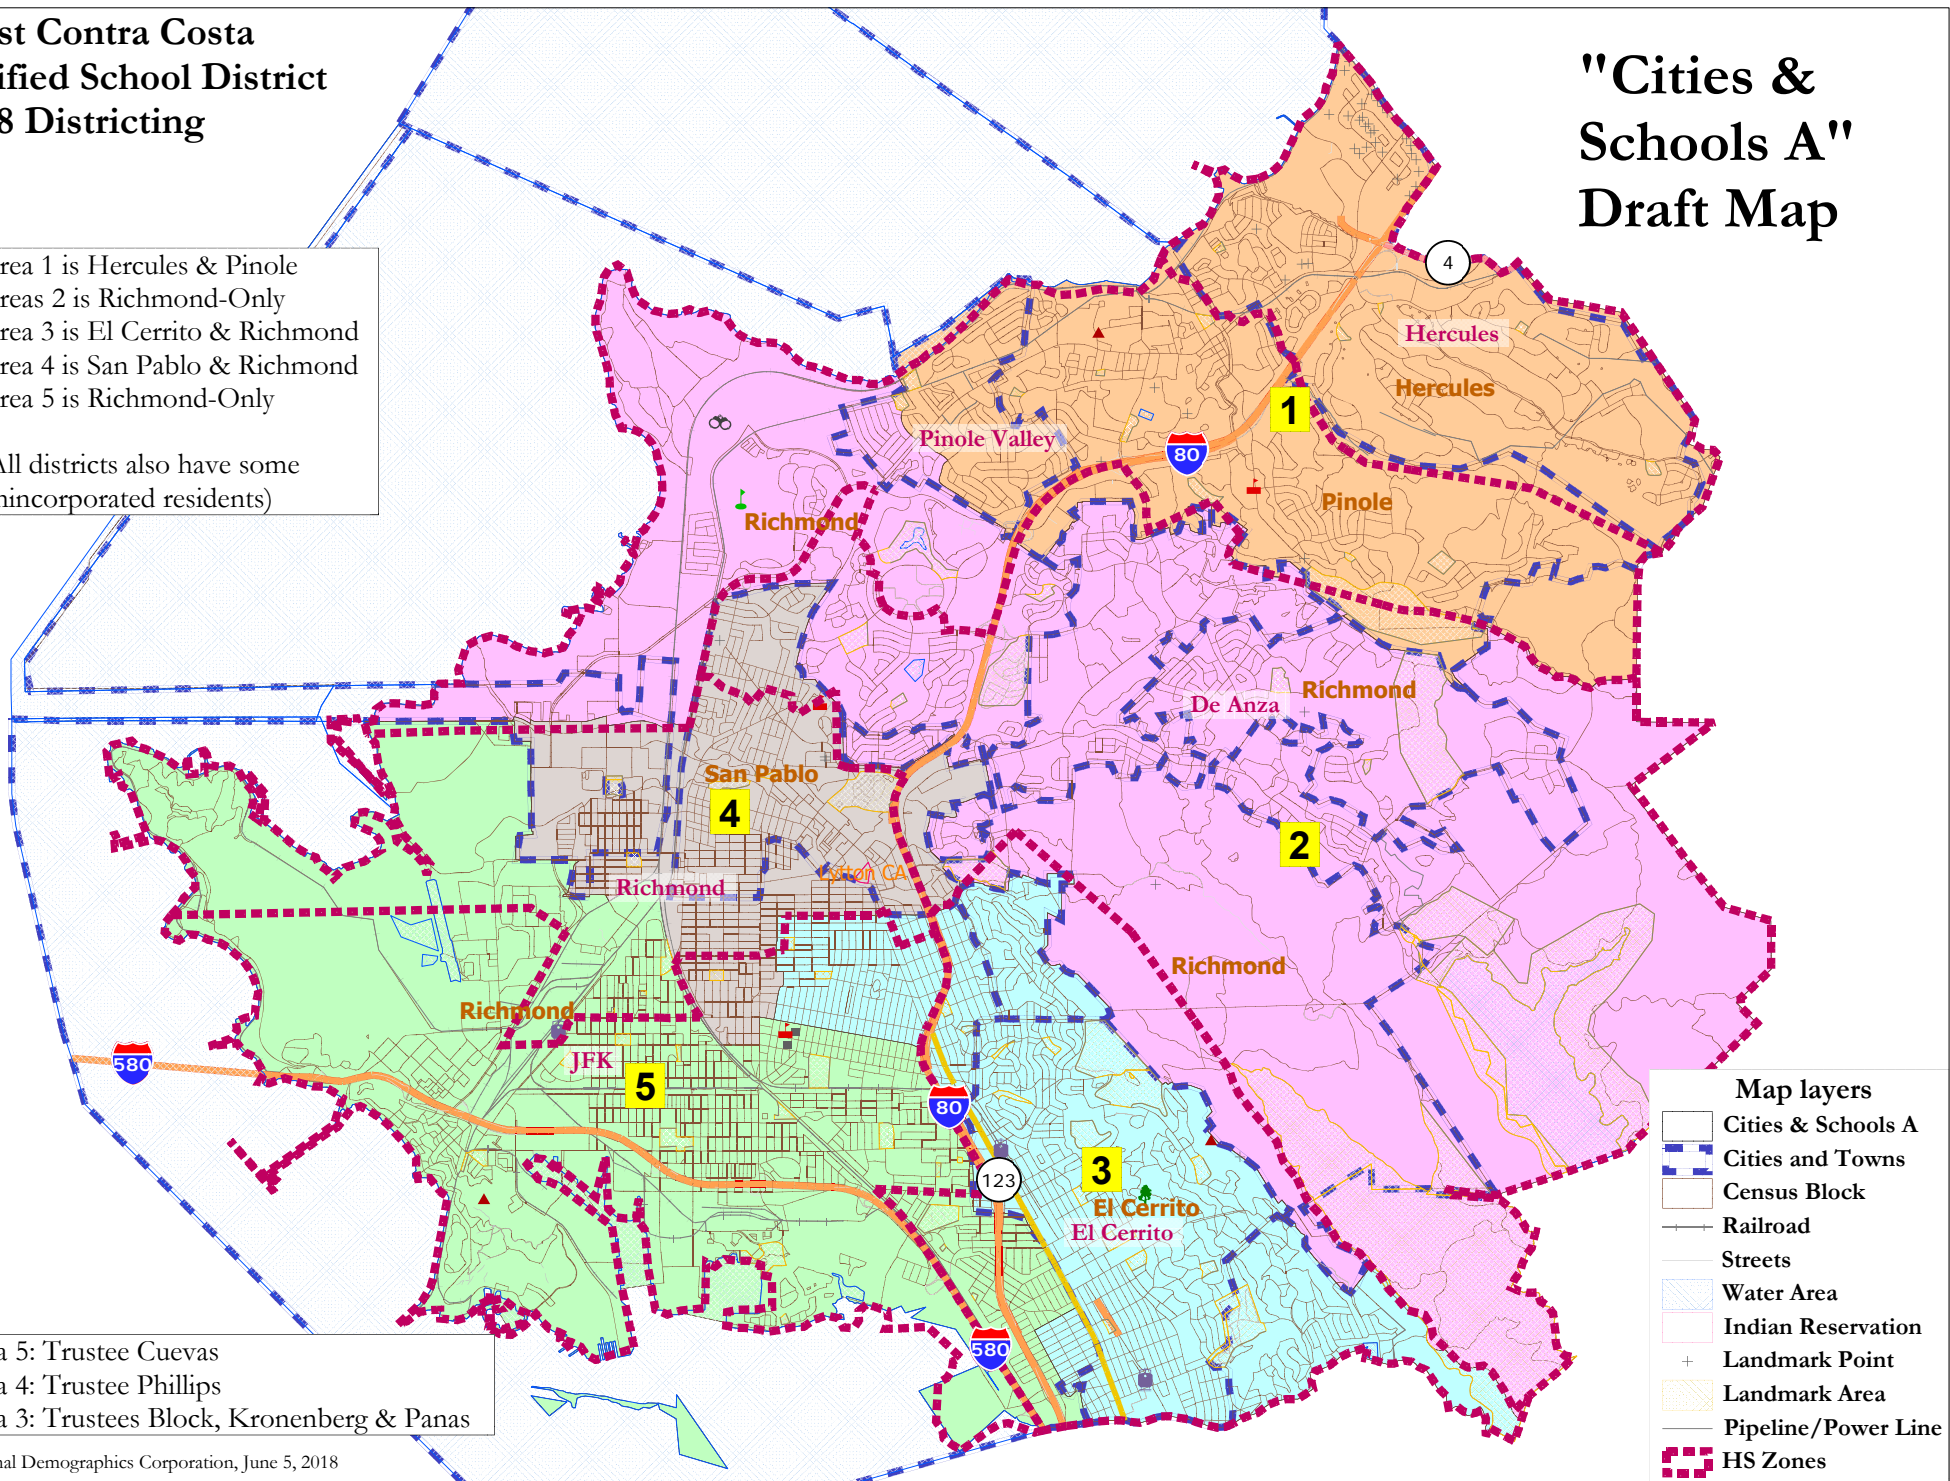 st Contra Costa
ified School District
8 Districting
"Cities &
Schools A"
Draft Map
rea 1 is Hercules & Pinole
reas 2 is Richmond-Only
rea 3 is El Cerrito & Richmond
rea 4 is San Pablo & Richmond
rea 5 is Richmond-Only
All districts also have some
nincorporated residents)
4
Hercules
Hercules
1
Pinole Valley
80
Pinole
Richmond
De Anza
Richmond
San Pablo
4
2
Lytton CA
Richmond
Richmond
Richmond
JFK
580
5
80
3
123
El Cerrito
El Cerrito
580
Map layers
Cities & Schools A
Cities and Towns
Census Block
Railroad
Streets
Water Area
Indian Reservation
Landmark Point
Landmark Area
Pipeline/Power Line
HS Zones
a 5: Trustee Cuevas
a 4: Trustee Phillips
a 3: Trustees Block, Kronenberg & Panas
nal Demographics Corporation, June 5, 2018